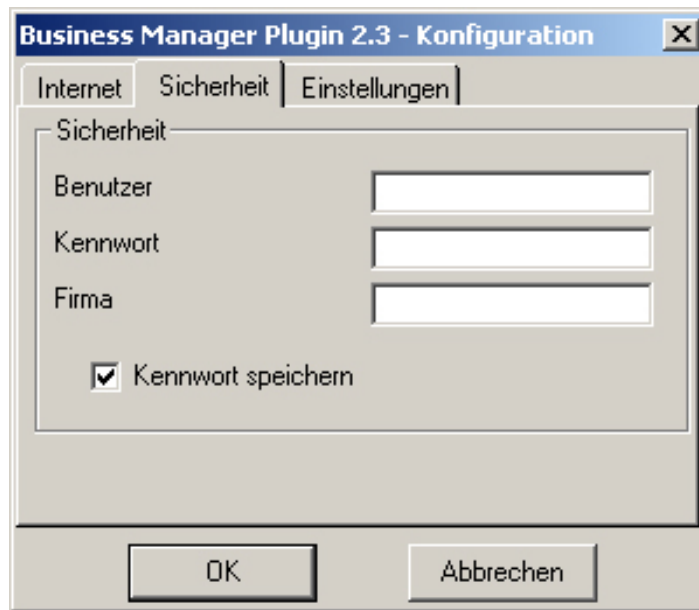 Business Manager Plugin 2.3 - Konfiguration
Internet Sicherheit Einstellungen
Sicherheit
Benutzer
Kennwort
Firma
Kennwort speichern
OK Abbrechen